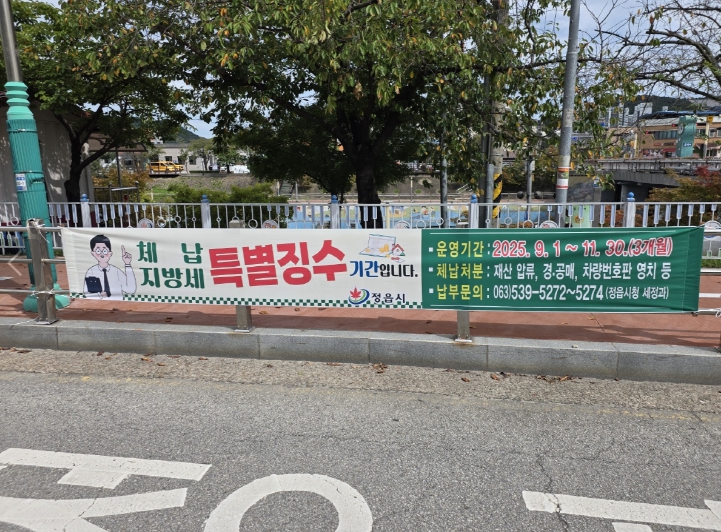 체 납
지방세
특별징수
기간입니다.
정읍시
▪ 운영기간 : 2025. 9. 1 ~ 11. 30.(3개월)
▪ 체납처분 : 재산 압류, 경·공매, 차량번호판 영치 등
▪ 납부문의 : 063)539-5272~5274 (정읍시청 세정과)